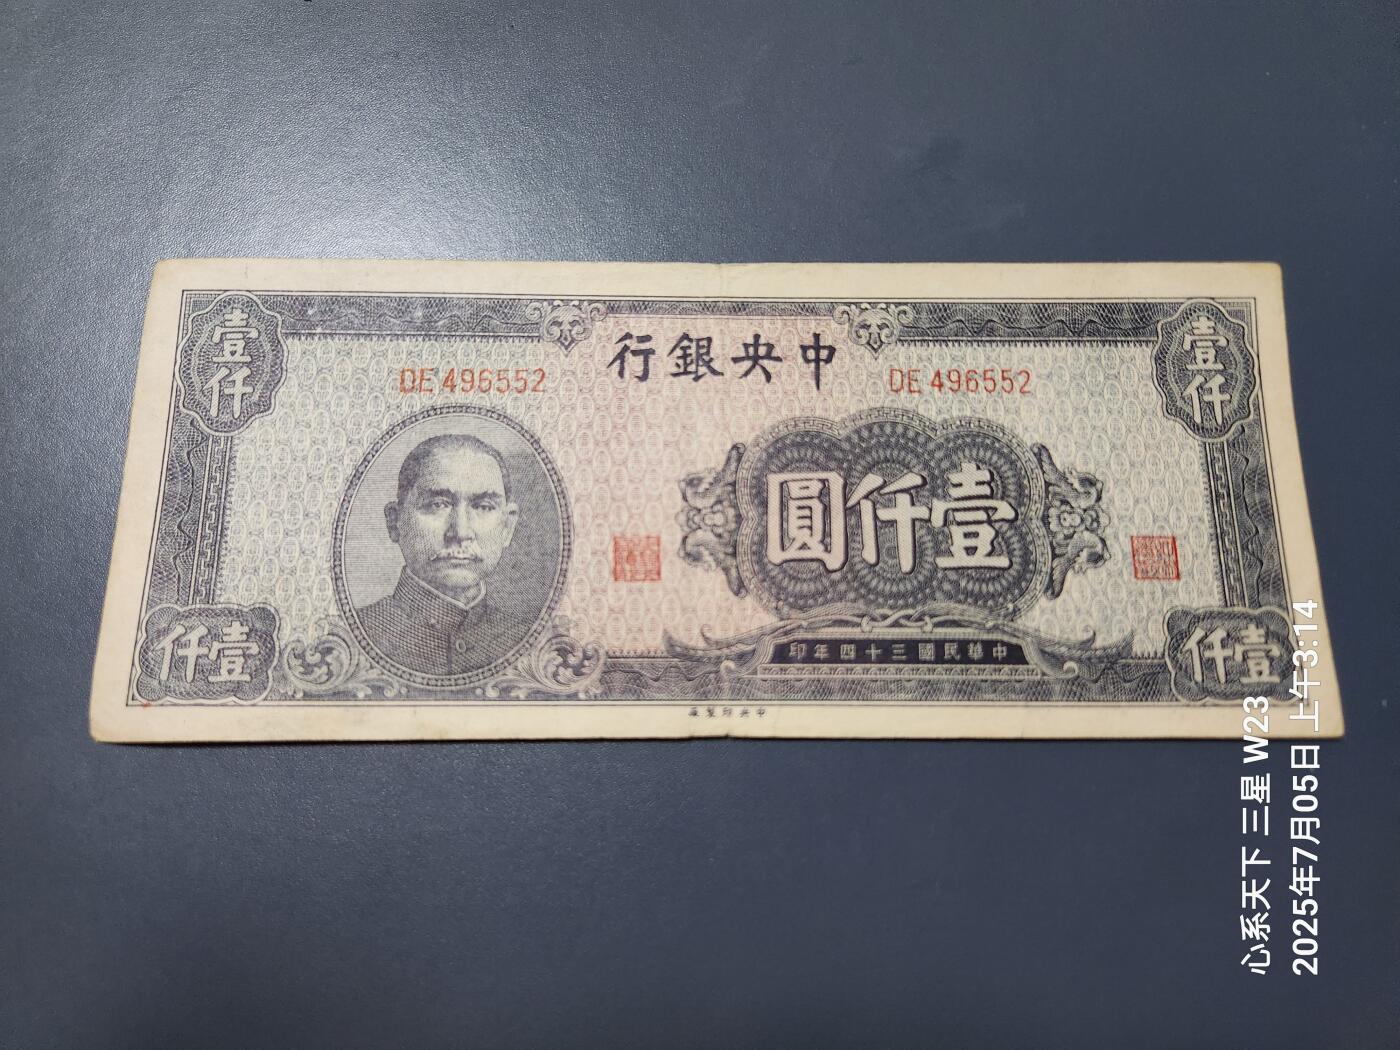 中央銀行
DE 496552
DE 496552
壹仟
壹仟
壹仟圓
中華民國三十四年印
壹仟
壹仟
中央印製廠
心系天下 三星 W23
2025年7月05日 上午3:14